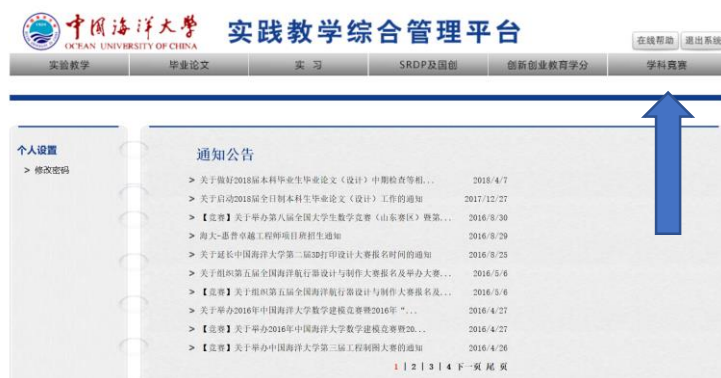 中国海洋大学
OCEAN UNIVERSITY OF CHINA
实践教学综合管理平台
在线帮助 退出系统
实验教学 毕业论文 实 习 SRDP及国创 创新创业教育学分 学科竞赛
个人设置
> 修改密码
通知公告
> 关于做好2018届本科毕业生毕业论文（设计）中期检查等相... 2018/4/7
> 关于启动2018届全日制本科生毕业论文（设计）工作的通知 2017/12/27
> 【竞赛】关于举办第八届全国大学生数学竞赛（山东赛区）暨第... 2016/8/30
> 海大-惠普卓越工程师项目班招生通知 2016/8/29
> 关于延长中国海洋大学第二届3D打印设计大赛报名时间的通知 2016/8/25
> 关于组织第五届全国海洋航行器设计与制作大赛报名及举办大赛... 2016/5/6
> 【竞赛】关于组织第五届全国海洋航行器设计与制作大赛报名及... 2016/5/6
> 关于举办2016年中国海洋大学数学建模竞赛暨2016年“... 2016/4/27
> 【竞赛】关于举办2016年中国海洋大学数学建模竞赛暨20... 2016/4/27
> 【竞赛】关于举办中国海洋大学第三届工程制图大赛的通知 2016/4/26
1 | 2 | 3 | 4 下一页 尾 页